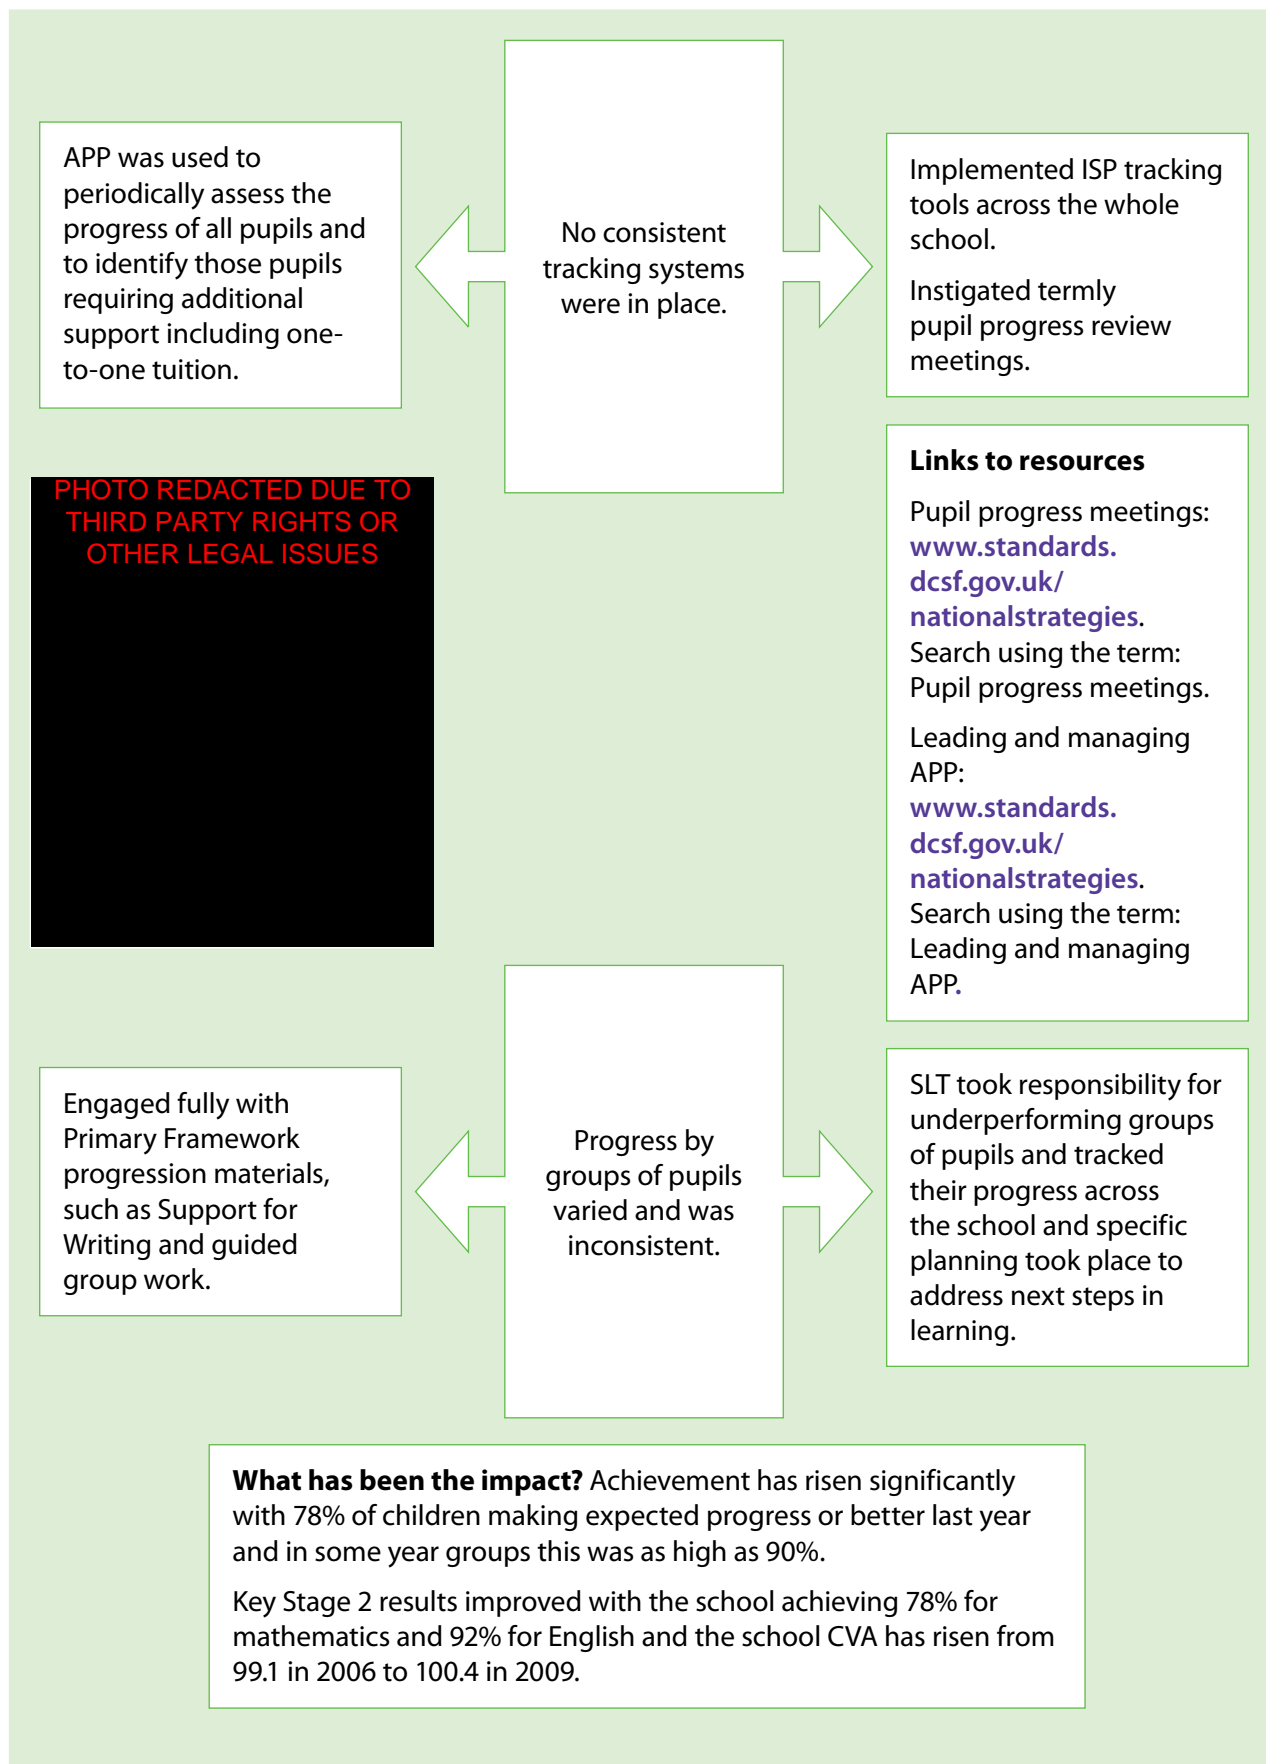 APP was used to
periodically assess the
progress of all pupils and
to identify those pupils
requiring additional
support including one-
to-one tuition.
No consistent
tracking systems
were in place.
Implemented ISP tracking
tools across the whole
school.
Instigated termly
pupil progress review
meetings.
PHOTO REDACTED DUE TO
THIRD PARTY RIGHTS OR
OTHER LEGAL ISSUES
Links to resources
Pupil progress meetings:
www.standards.
dcsf.gov.uk/
nationalstrategies.
Search using the term:
Pupil progress meetings.
Leading and managing
APP:
www.standards.
dcsf.gov.uk/
nationalstrategies.
Search using the term:
Leading and managing
APP.
Engaged fully with
Primary Framework
progression materials,
such as Support for
Writing and guided
group work.
Progress by
groups of pupils
varied and was
inconsistent.
SLT took responsibility for
underperforming groups
of pupils and tracked
their progress across
the school and specific
planning took place to
address next steps in
learning.
What has been the impact? Achievement has risen significantly
with 78% of children making expected progress or better last year
and in some year groups this was as high as 90%.
Key Stage 2 results improved with the school achieving 78% for
mathematics and 92% for English and the school CVA has risen from
99.1 in 2006 to 100.4 in 2009.